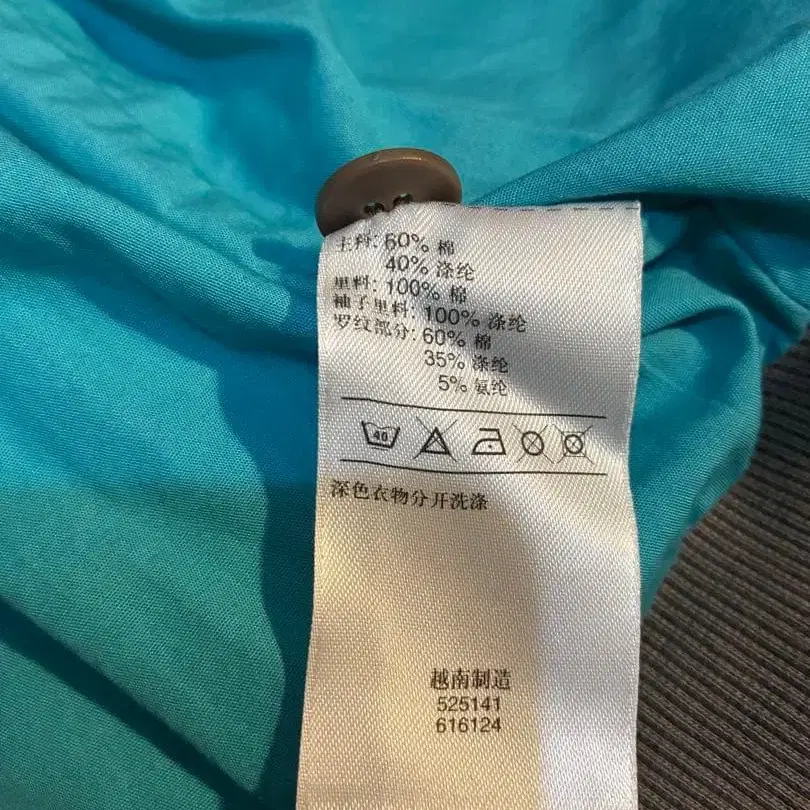 主料: 60% 棉
40% 涤纶
里料: 100% 棉
袖子里料: 100% 涤纶
罗纹部分: 60% 棉
35% 涤纶
5% 氨纶
40
深色衣物分开洗涤
越南制造
525141
616124